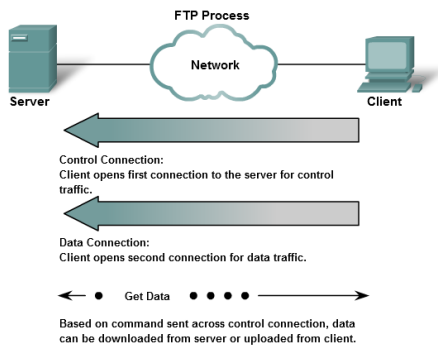 FTP Process
Network
Server
Client
Control Connection:
Client opens first connection to the server for control
traffic.
Data Connection:
Client opens second connection for data traffic.
Get Data
Based on command sent across control connection, data
can be downloaded from server or uploaded from client.